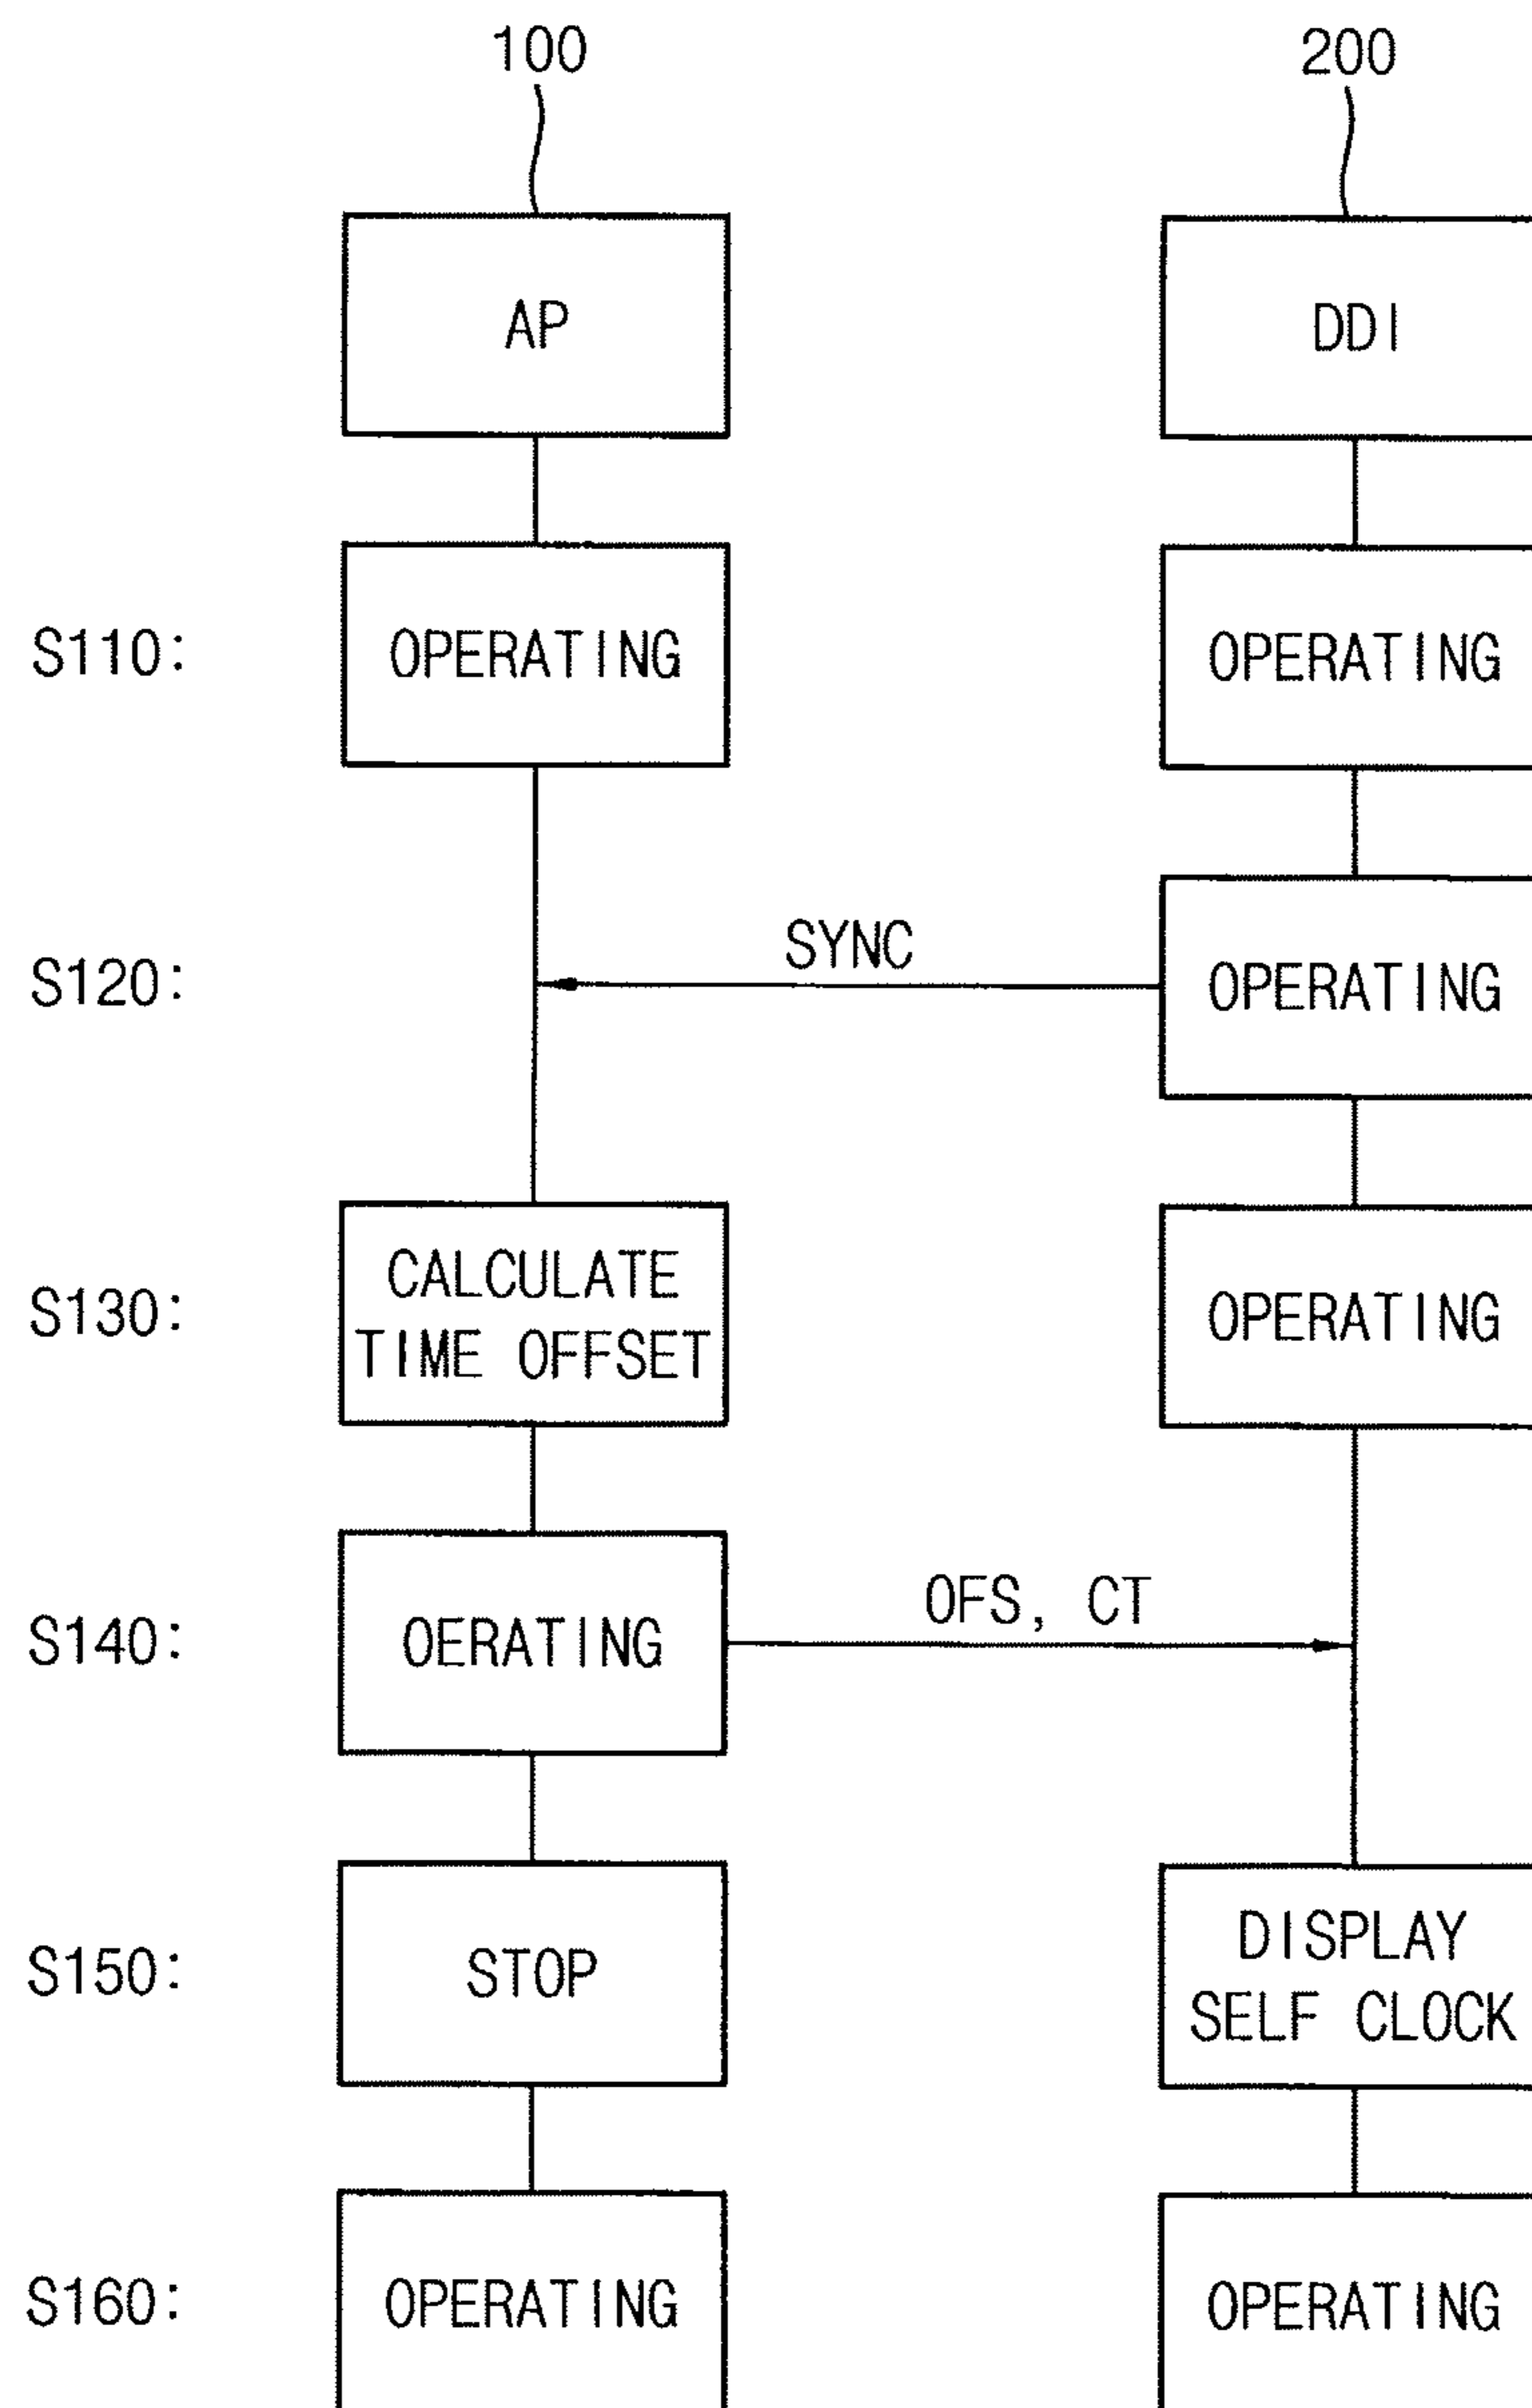 100
200
AP
DDI
S110:
OPERATING
OPERATING
S120:
SYNC
OPERATING
S130:
CALCULATE
TIME OFFSET
OPERATING
S140:
OERATING
OFS, CT
S150:
STOP
DISPLAY
SELF CLOCK
S160:
OPERATING
OPERATING